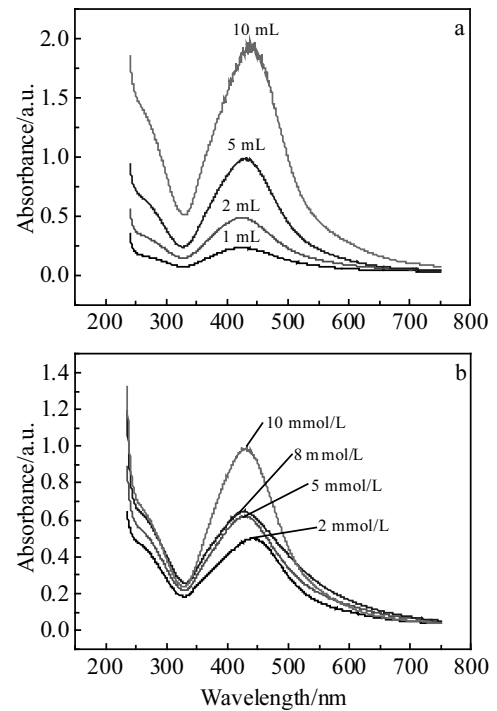 a
10 mL
5 mL
2 mL
1 mL
Absorbance/a.u.
2.0
1.5
1.0
0.5
0.0
200 300 400 500 600 700 800
b
10 mmol/L
8 mmol/L
5 mmol/L
2 mmol/L
Absorbance/a.u.
1.4
1.2
1.0
0.8
0.6
0.4
0.2
0.0
200 300 400 500 600 700 800
Wavelength/nm